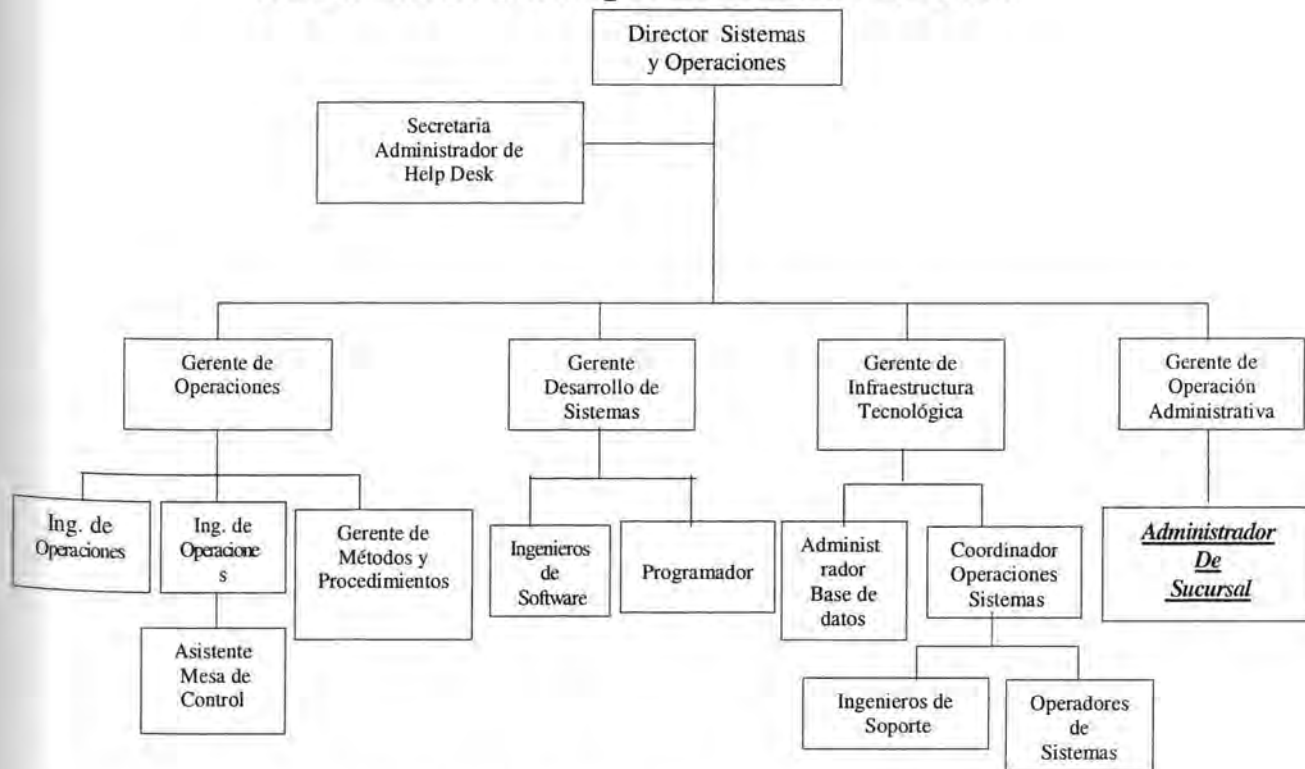 Director Sistemas
y Operaciones
Secretaria
Administrador de
Help Desk
Gerente de
Operaciones
Gerente
Desarrollo de
Sistemas
Gerente de
Infraestructura
Tecnológica
Gerente de
Operación
Administrativa
Ing. de
Operaciones
Ing. de
Operacione
s
Gerente de
Métodos y
Procedimientos
Ingenieros
de
Software
Programador
Administ
rador
Base de
datos
Coordinador
Operaciones
Sistemas
Administrador
De
Sucursal
Asistente
Mesa de
Control
Ingenieros de
Soporte
Operadores
de
Sistemas